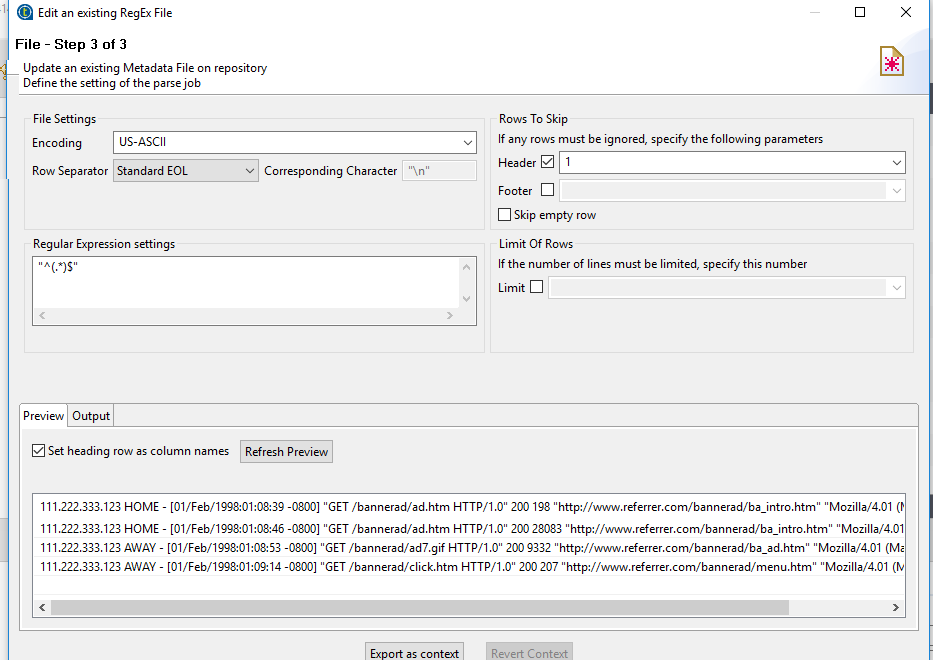 Edit an existing RegEx File
File - Step 3 of 3
Update an existing Metadata File on repository
Define the setting of the parse job
File Settings
Encoding US-ASCII
Row Separator Standard EOL Corresponding Character "\n"
Rows To Skip
If any rows must be ignored, specify the following parameters
Header 1
Footer
Skip empty row
Regular Expression settings
"^(.*)$"
Limit Of Rows
If the number of lines must be limited, specify this number
Limit
Preview Output
Set heading row as column names Refresh Preview
111.222.333.123 HOME - [01/Feb/1998:01:08:39 -0800] "GET /bannerad/ad.htm HTTP/1.0" 200 198 "http://www.referrer.com/bannerad/ba_intro.htm" "Mozilla/4.01 (
111.222.333.123 HOME - [01/Feb/1998:01:08:46 -0800] "GET /bannerad/ad.htm HTTP/1.0" 200 28083 "http://www.referrer.com/bannerad/ba_intro.htm" "Mozilla/4.01
111.222.333.123 AWAY - [01/Feb/1998:01:08:53 -0800] "GET /bannerad/ad7.gif HTTP/1.0" 200 9332 "http://www.referrer.com/bannerad/ba_ad.htm" "Mozilla/4.01 (Ma
111.222.333.123 AWAY - [01/Feb/1998:01:09:14 -0800] "GET /bannerad/click.htm HTTP/1.0" 200 207 "http://www.referrer.com/bannerad/menu.htm" "Mozilla/4.01 (
Export as context Revert Context